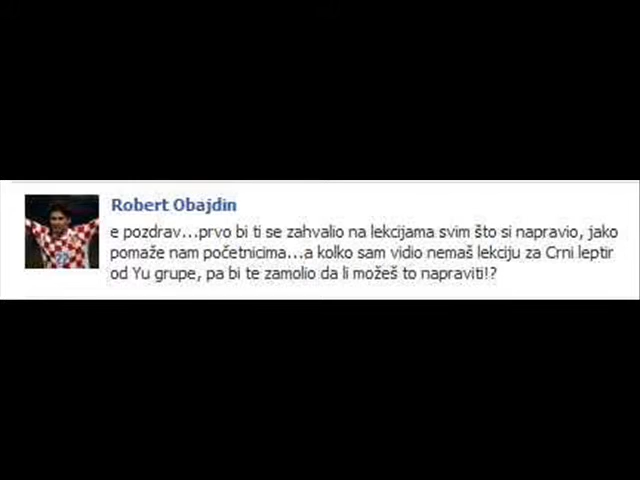 Robert Obajdin
e pozdrav...prvo bi ti se zahvalio na lekcijama svim što si napravio, jako
pomaže nam početnicima...a kolko sam vidio nemaš lekciju za Crni leptir
od Yu grupe, pa bi te zamolio da li možeš to napraviti!?